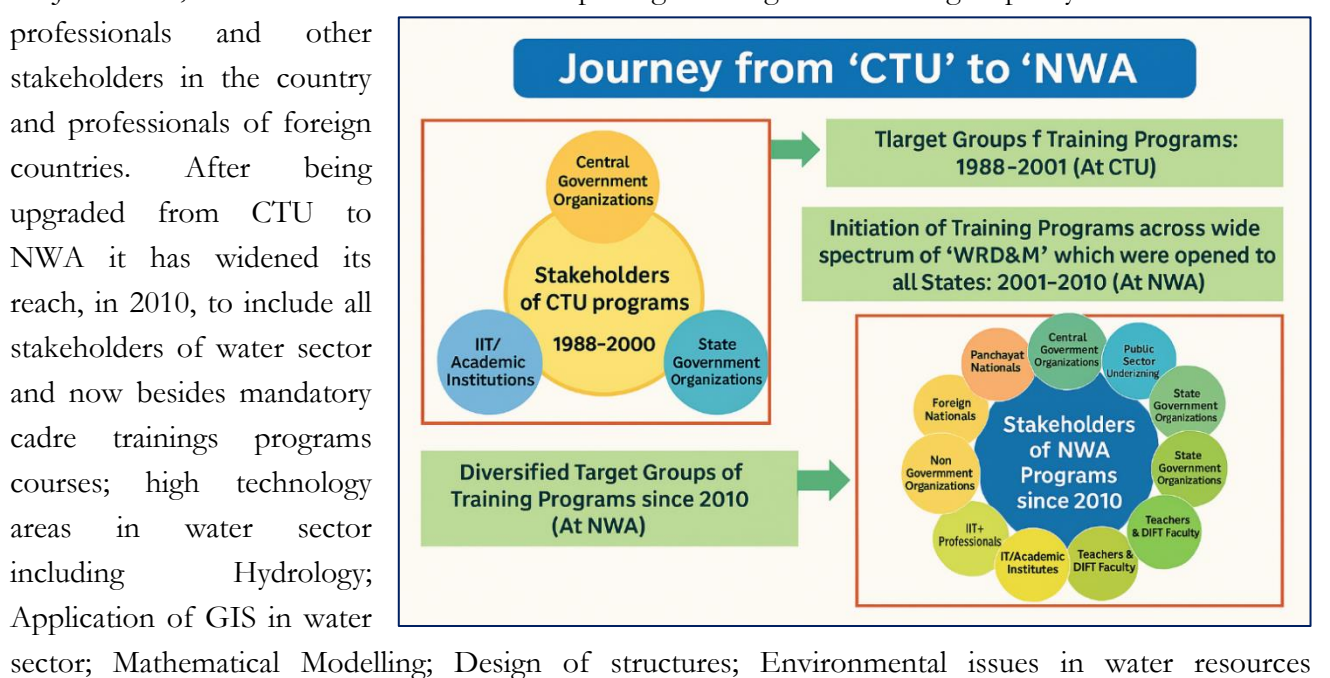 professionals and other
stakeholders in the country
and professionals of foreign
countries. After being
upgraded from CTU to
NWA it has widened its
reach, in 2010, to include all
stakeholders of water sector
and now besides mandatory
cadre trainings programs
courses; high technology
areas in water sector
including Hydrology;
Application of GIS in water
sector; Mathematical Modelling; Design of structures; Environmental issues in water resources
Journey from ‘CTU’ to ‘NWA
Central
Government
Organizations
Stakeholders
of CTU programs
1988–2000
IIT/
Academic
Institutions
State
Government
Organizations
Tlarget Groups f Training Programs:
1988–2001 (At CTU)
Initiation of Training Programs across wide
spectrum of ‘WRD&M’ which were opened to
all States: 2001–2010 (At NWA)
Diversified Target Groups of
Training Programs since 2010
(At NWA)
Stakeholders
of NWA
Programs
since 2010
Panchayat
Nationals
Central
Goverment
Organizations
Public
Sector
Underizning
State
Government
Organizations
State
Government
Organizations
Teachers
& DIFT Faculty
Teachers &
DIFT Faculty
IT/Academic
Institutes
IIT+
Professionals
Non
Government
Organizations
Foreign
Nationals